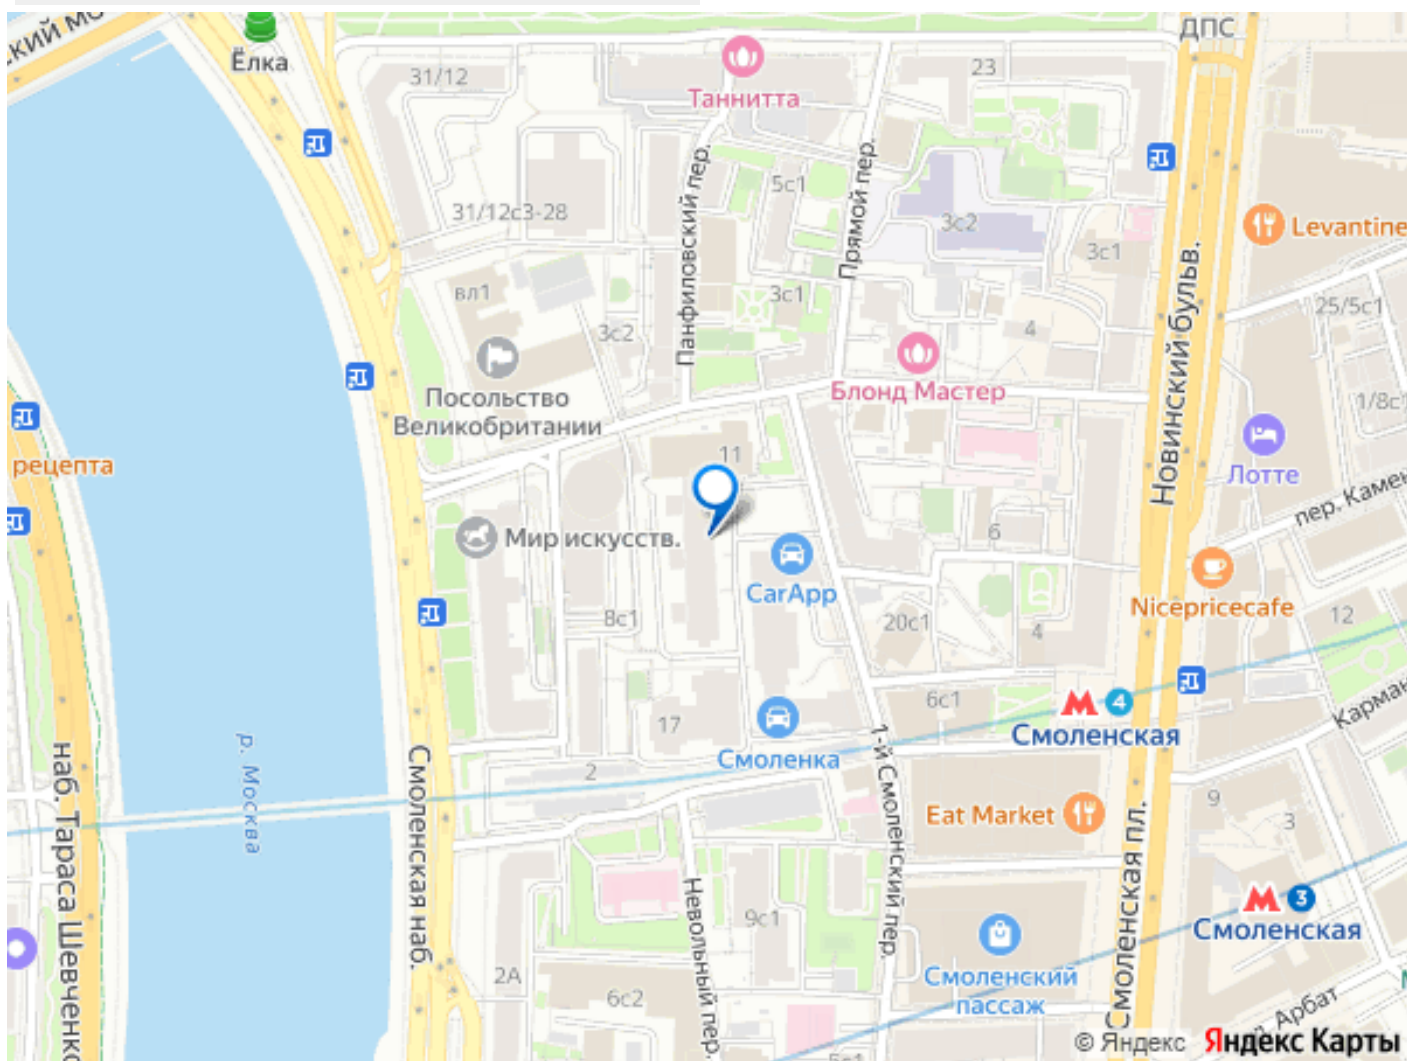 ДПС
Ёлка
31/12
Таннитта
23
Панфиловский пер.
Прямой пер.
5с1
31/12с3-28
3с2
3с1
Levantine
Новинский бульв.
вл1
3с1
25/5с1
3с2
4
Посольство
Великобритании
Блонд Мастер
1/8с1
11
рецепта
Лотте
Мир искусств.
6
CarApp
Nicepricecafe
8с1
20с1
4
12
6с1
4
Смоленская
17
Смоленка
1-й Смоленский пер.
2
р. Москва
Смоленская наб.
наб. Тараса Шевченко
Eat Market
9
3
Смоленская пл.
3
Смоленская
Невольный пер.
9с1
Смоленский
пассаж
2А
6с2
Арбат
5с1
© Яндекс Яндекс Карты